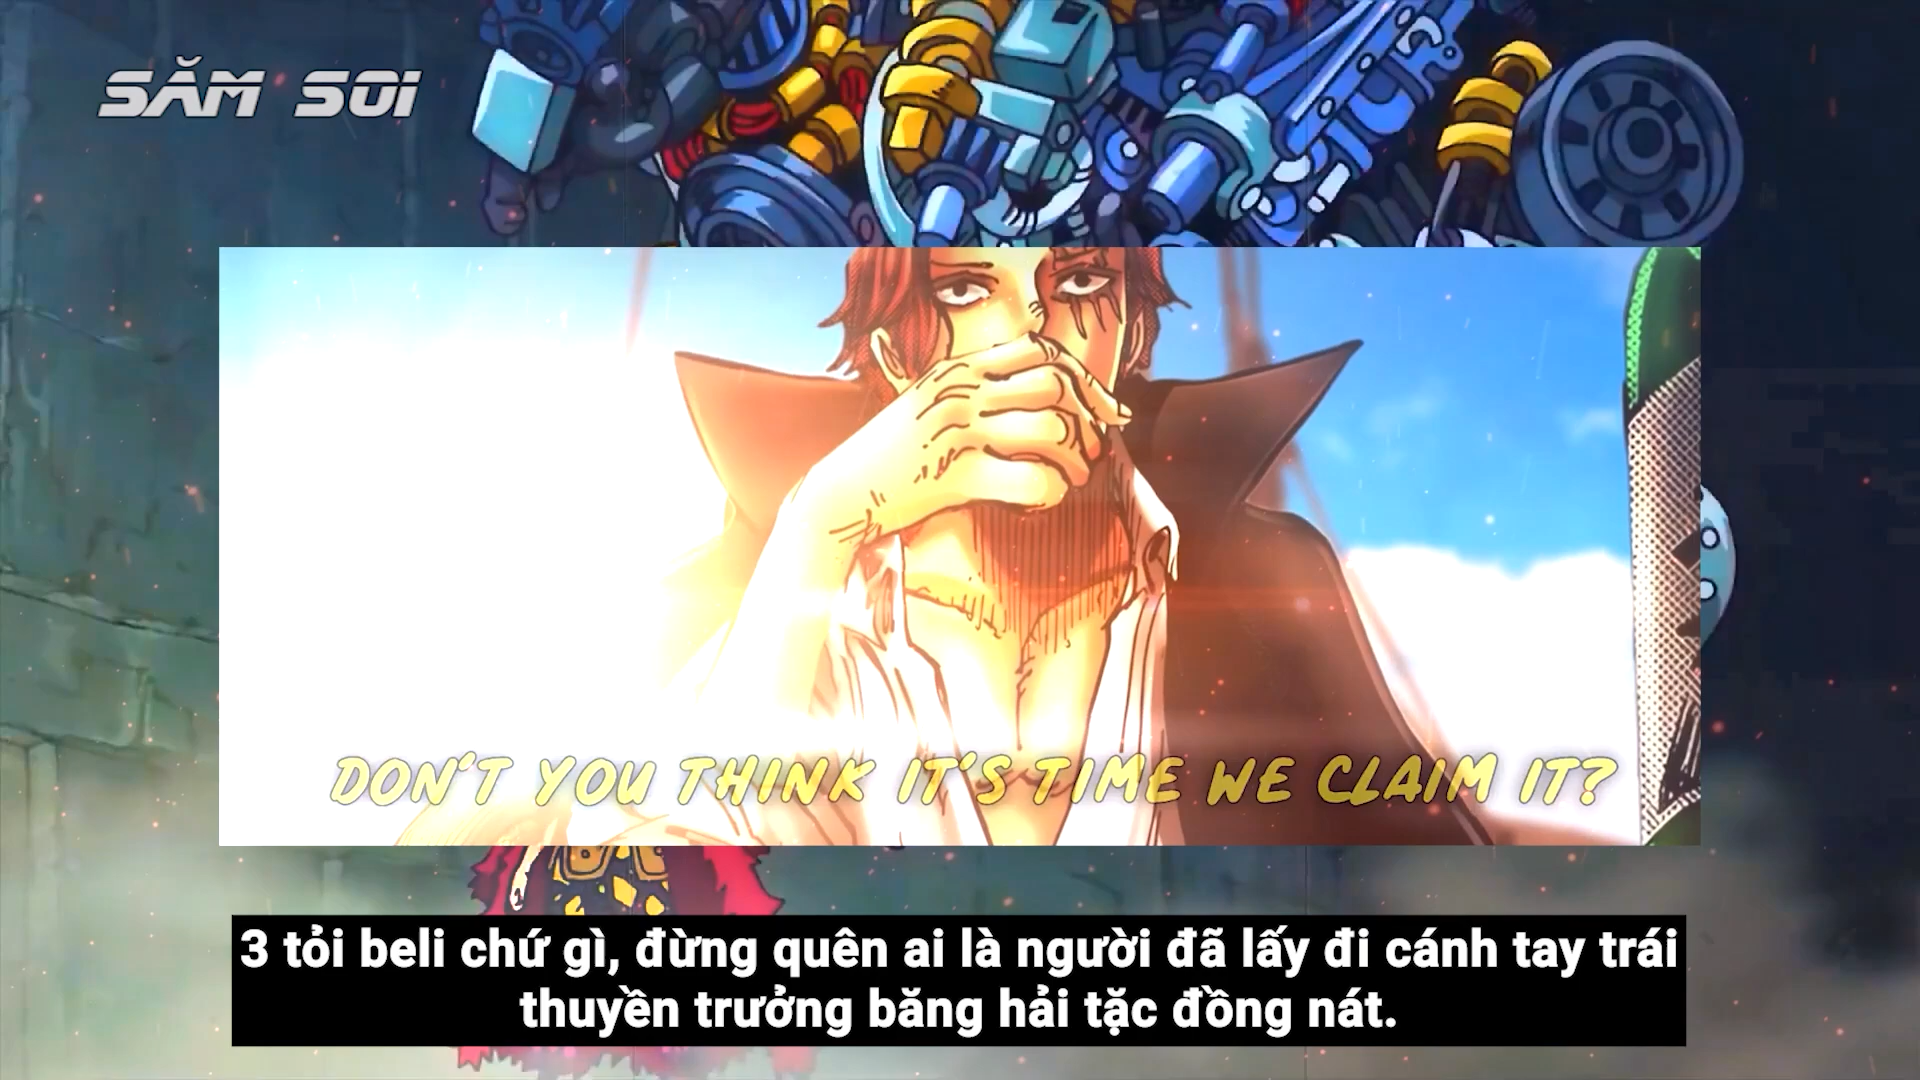 SĂM SOI
DON'T YOU THINK IT'S TIME WE CLAIM IT?
3 tỏi beli chứ gì, đừng quên ai là người đã lấy đi cánh tay trái
thuyền trưởng băng hải tặc đồng nát.